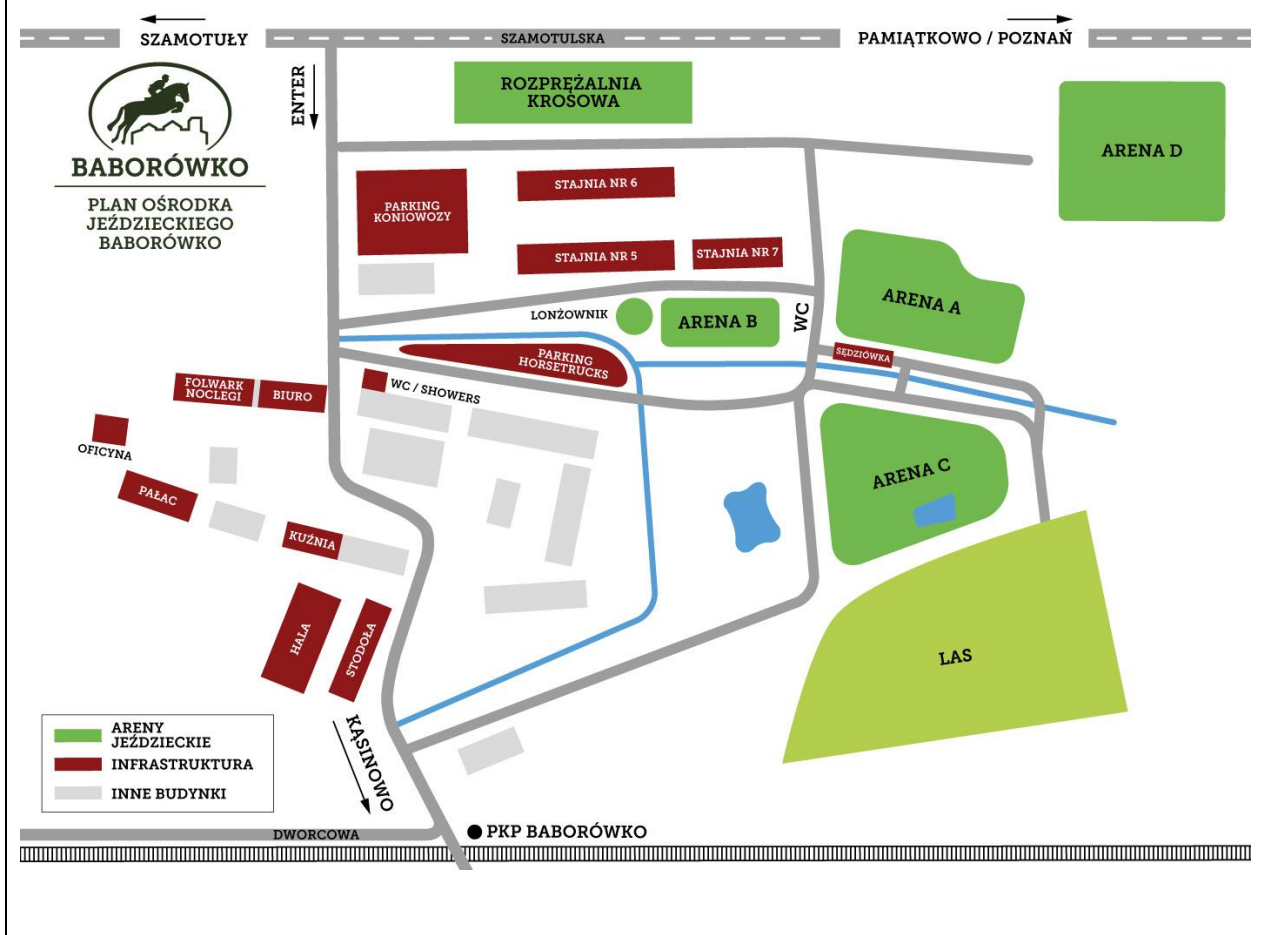 SZAMOTUŁY
SZAMOTULSKA
PAMIĄTKOWO / POZNAŃ
ENTER
BABORÓWKO
PLAN OŚRODKA
JEŹDZIECKIEGO
BABORÓWKO
ROZPRĘŻALNIA
KROSOWA
ARENA D
PARKING
KONIOWOZY
STAJNIA NR 6
STAJNIA NR 5
STAJNIA NR 7
LONŻOWNIK
ARENA B
WC
ARENA A
SĘDZIÓWKA
PARKING
HORSETRUCKS
FOLWARK
NOCLEGI
BIURO
WC / SHOWERS
OFICYNA
PAŁAC
KUŹNIA
ARENA C
HALA
STODOŁA
LAS
KĄSINOWO
ARENY
JEŹDZIECKIE
INFRASTRUKTURA
INNE BUDYNKI
DWORCOWA
PKP BABORÓWKO